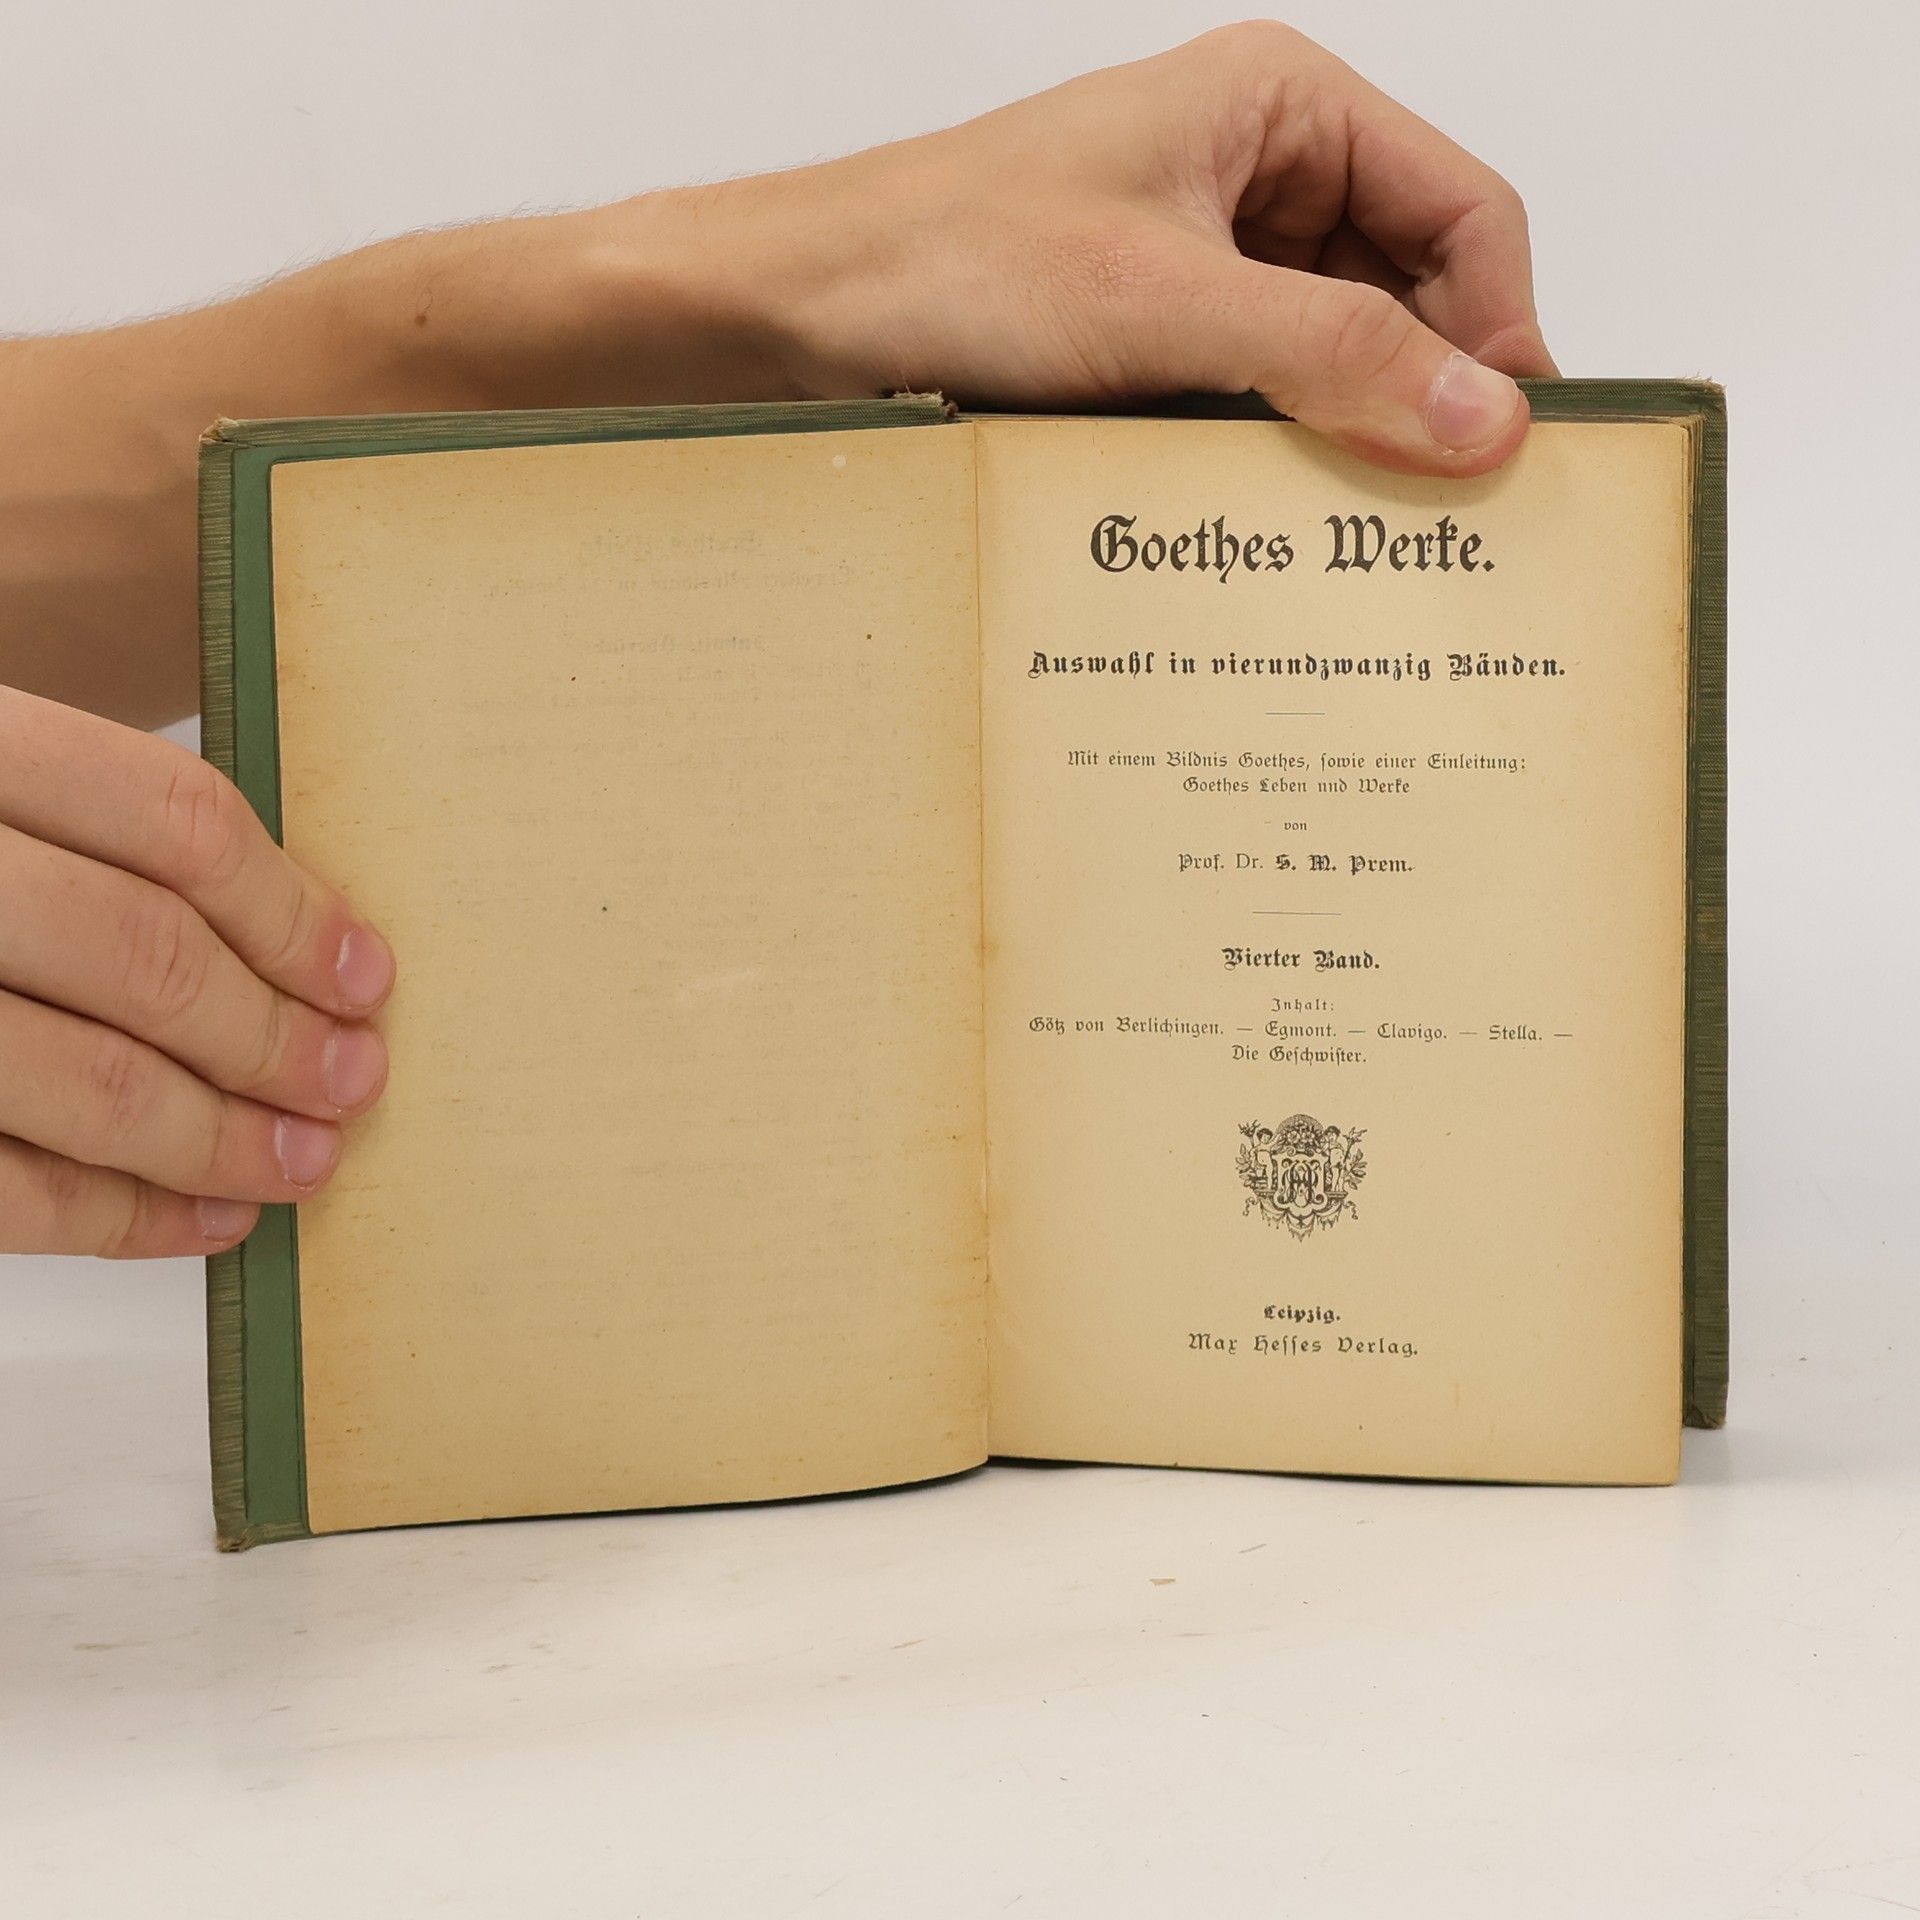 Goethes Werke.
Auswahl in vierundzwanzig Bänden.
Mit einem Bildnis Goethes, sowie einer Einleitung:
Goethes Leben und Werke
von
Prof. Dr. S. M. Prem.
Vierter Band.
Inhalt:
Götz von Berlichingen. — Egmont. — Clavigo. — Stella. —
Die Geschwister.
Leipzig.
Max Hesses Verlag.